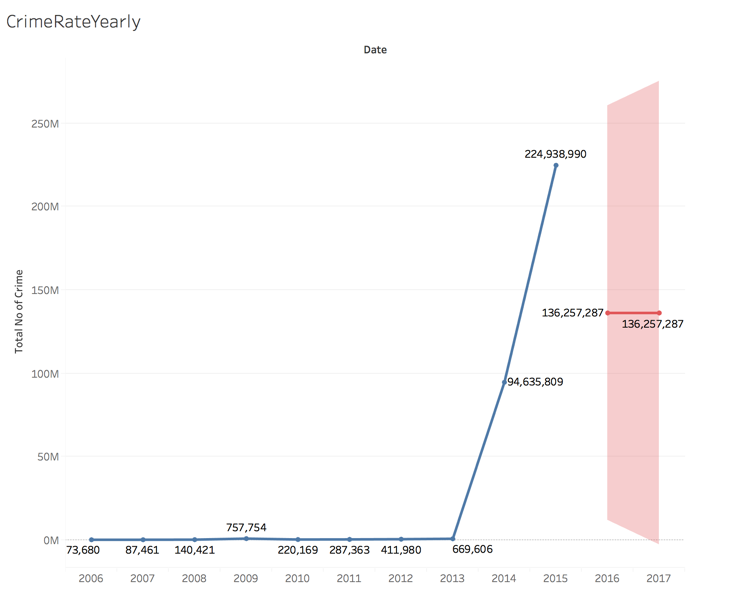 CrimeRateYearly
Date
250M
200M
150M
100M
50M
0M
Total No of Crime
224,938,990
136,257,287
136,257,287
94,635,809
757,754
73,680
87,461
140,421
220,169
287,363
411,980
669,606
2006 2007 2008 2009 2010 2011 2012 2013 2014 2015 2016 2017